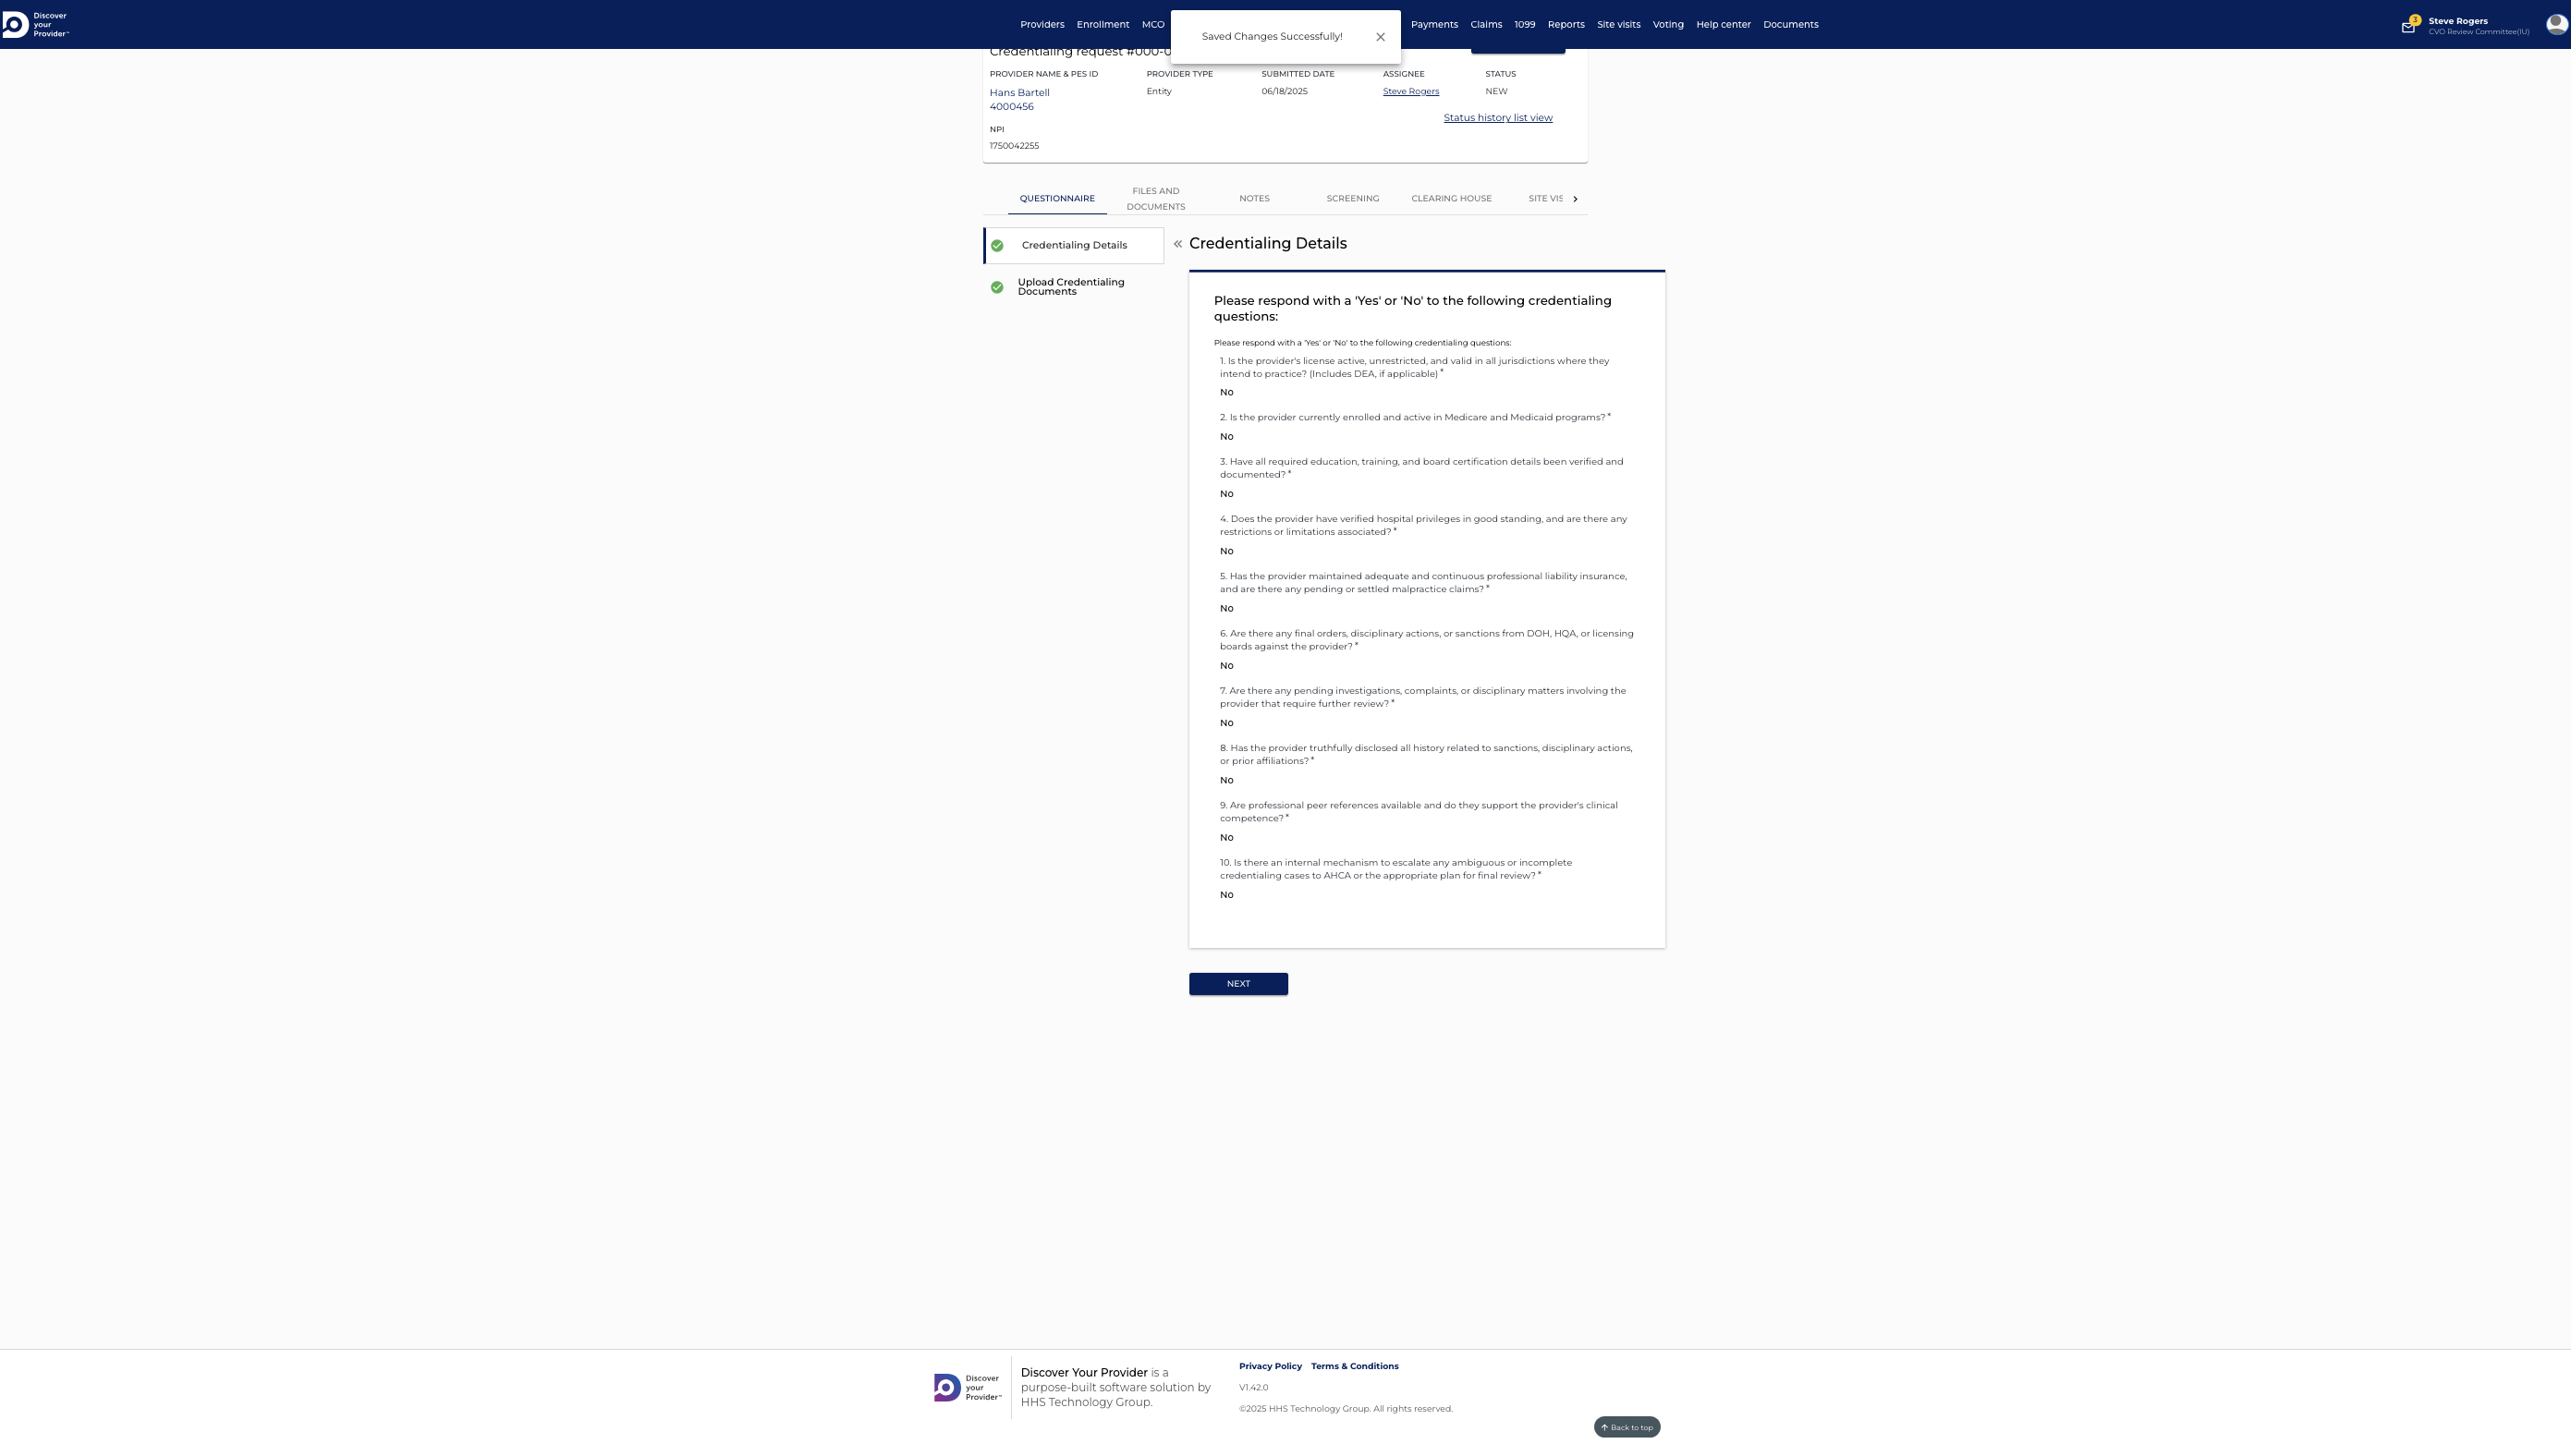 Discover
your
Provider™
Providers Enrollment MCO Payments Claims 1099 Reports Site visits Voting Help center Documents
3
Steve Rogers
CVO Review Committee(IU)
Saved Changes Successfully!
Credentialing request #000-0
PROVIDER NAME & PES ID PROVIDER TYPE SUBMITTED DATE ASSIGNEE STATUS
Hans Bartell Entity 06/18/2025 Steve Rogers NEW
4000456
Status history list view
NPI
1750042255
QUESTIONNAIRE FILES AND DOCUMENTS NOTES SCREENING CLEARING HOUSE SITE VIS
Credentialing Details
Upload Credentialing
Documents
Credentialing Details
Please respond with a 'Yes' or 'No' to the following credentialing
questions:
Please respond with a 'Yes' or 'No' to the following credentialing questions:
1. Is the provider's license active, unrestricted, and valid in all jurisdictions where they
intend to practice? (Includes DEA, if applicable) *
No
2. Is the provider currently enrolled and active in Medicare and Medicaid programs? *
No
3. Have all required education, training, and board certification details been verified and
documented? *
No
4. Does the provider have verified hospital privileges in good standing, and are there any
restrictions or limitations associated? *
No
5. Has the provider maintained adequate and continuous professional liability insurance,
and are there any pending or settled malpractice claims? *
No
6. Are there any final orders, disciplinary actions, or sanctions from DOH, HQA, or licensing
boards against the provider? *
No
7. Are there any pending investigations, complaints, or disciplinary matters involving the
provider that require further review? *
No
8. Has the provider truthfully disclosed all history related to sanctions, disciplinary actions,
or prior affiliations? *
No
9. Are professional peer references available and do they support the provider's clinical
competence? *
No
10. Is there an internal mechanism to escalate any ambiguous or incomplete
credentialing cases to AHCA or the appropriate plan for final review? *
No
NEXT
Discover
your
Provider™
Discover Your Provider is a
purpose-built software solution by
HHS Technology Group.
Privacy Policy Terms & Conditions
V1.42.0
©2025 HHS Technology Group. All rights reserved.
Back to top